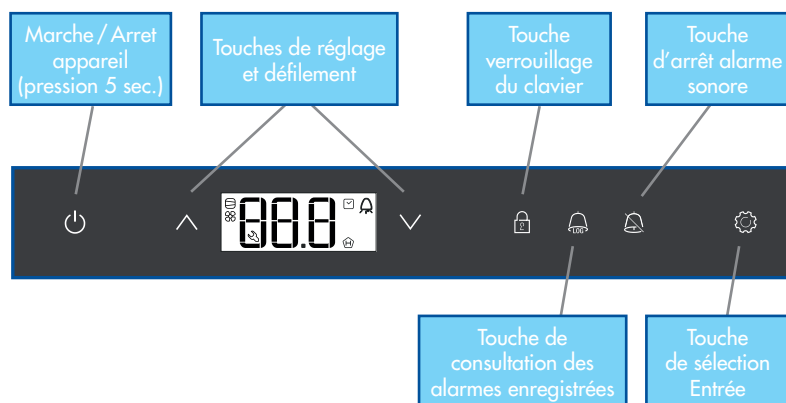 Marche / Arret
appareil
(pression 5 sec.)
Touches de réglage
et défilement
Touche
verrouillage
du clavier
Touche
d'arrêt alarme
sonore
88.8
LOG
Touche de
consultation des
alarmes enregistrées
Touche
de sélection
Entrée